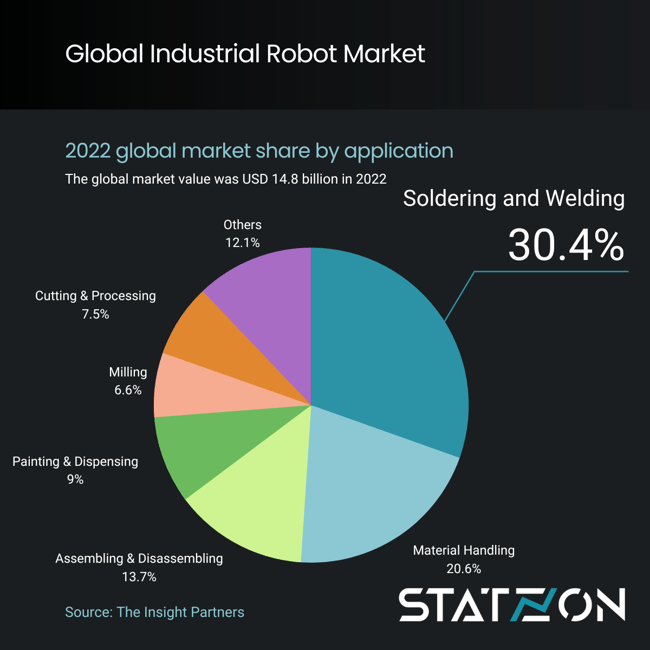 Global Industrial Robot Market
2022 global market share by application
The global market value was USD 14.8 billion in 2022
Soldering and Welding
30.4%
Others
12.1%
Cutting & Processing
7.5%
Milling
6.6%
Painting & Dispensing
9%
Assembling & Disassembling
13.7%
Material Handling
20.6%
Source: The Insight Partners
STATZON